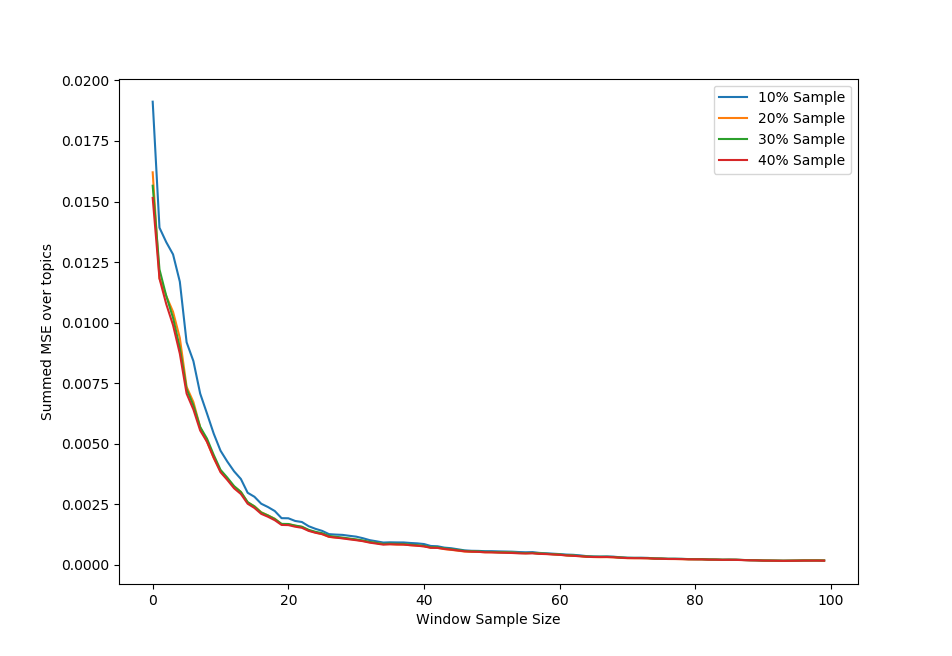 0.0200
0.0175
0.0150
0.0125
0.0100
0.0075
0.0050
0.0025
0.0000
Summed MSE over topics
10% Sample
20% Sample
30% Sample
40% Sample
0 20 40 60 80 100
Window Sample Size